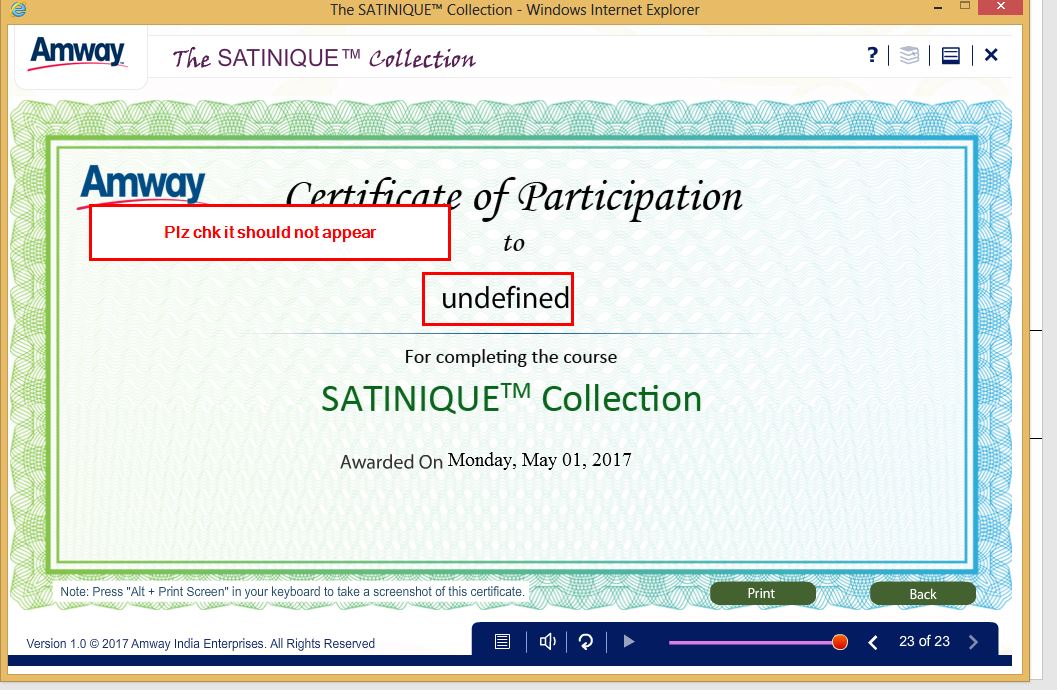 The SATINIQUE™ Collection - Windows Internet Explorer
Amway
The SATINIQUE™ Collection
?
Amway
Certificate of Participation
Plz chk it should not appear
to
undefined
For completing the course
SATINIQUE™ Collection
Awarded On Monday, May 01, 2017
Note: Press "Alt + Print Screen" in your keyboard to take a screenshot of this certificate.
Print
Back
Version 1.0 © 2017 Amway India Enterprises. All Rights Reserved
23 of 23